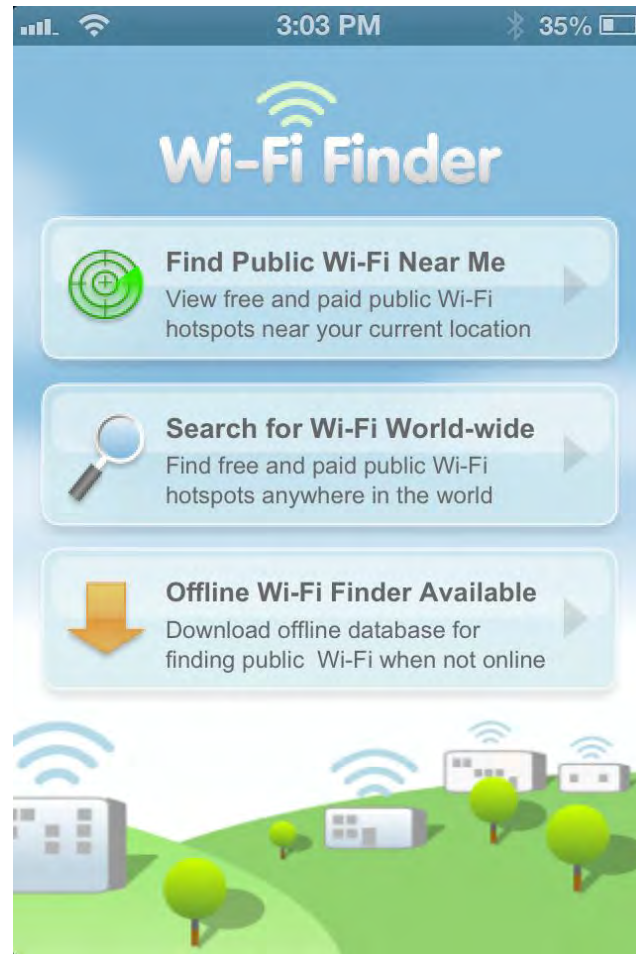 3:03 PM 35%
Wi-Fi Finder
Find Public Wi-Fi Near Me
View free and paid public Wi-Fi
hotspots near your current location
Search for Wi-Fi World-wide
Find free and paid public Wi-Fi
hotspots anywhere in the world
Offline Wi-Fi Finder Available
Download offline database for
finding public Wi-Fi when not online